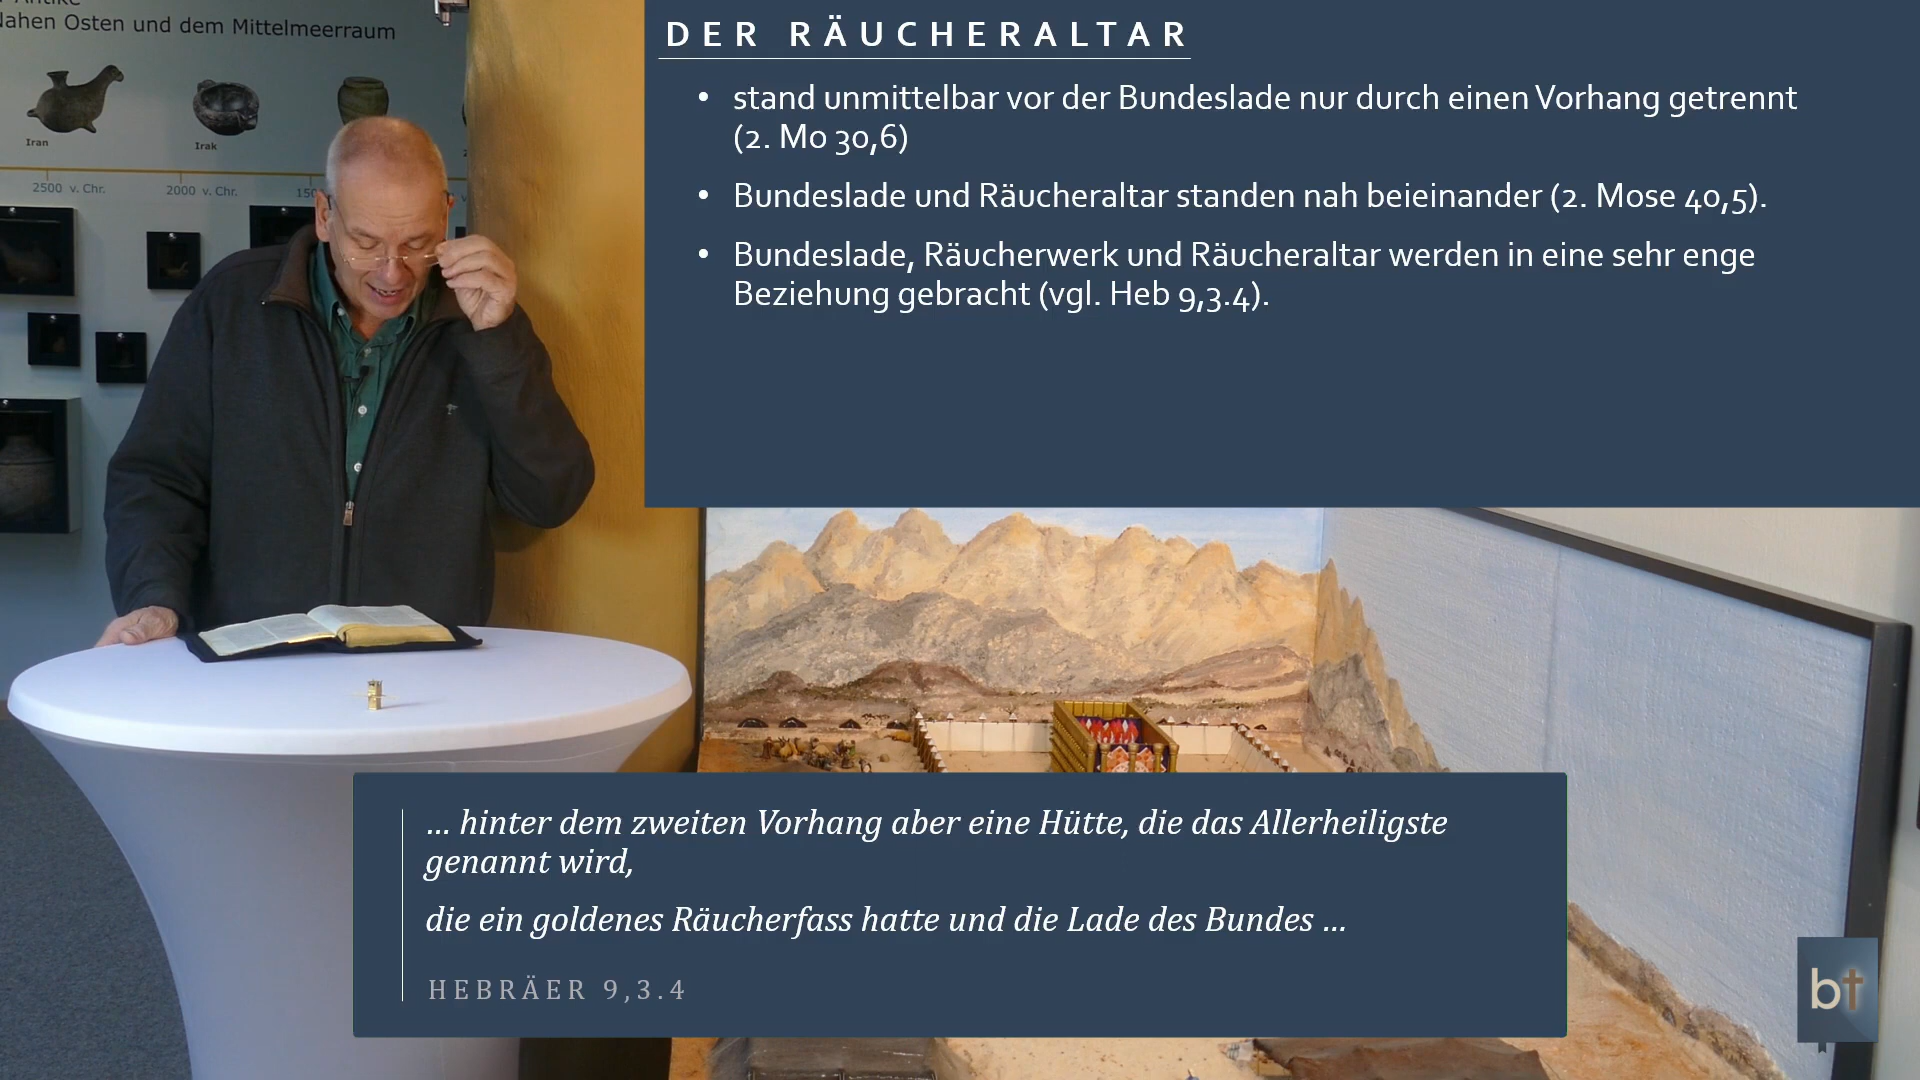 Nahen Osten und dem Mittelmeerraum
Iran
Irak
2500 v. Chr.
2000 v. Chr.
DER RÄUCHERALTAR
• stand unmittelbar vor der Bundeslade nur durch einen Vorhang getrennt
(2. Mo 30,6)
• Bundeslade und Räucheraltar standen nah beieinander (2. Mose 40,5).
• Bundeslade, Räucherwerk und Räucheraltar werden in eine sehr enge
Beziehung gebracht (vgl. Heb 9,3.4).
... hinter dem zweiten Vorhang aber eine Hütte, die das Allerheiligste
genannt wird,
die ein goldenes Räucherfass hatte und die Lade des Bundes ...
HEBRÄER 9,3.4
bt